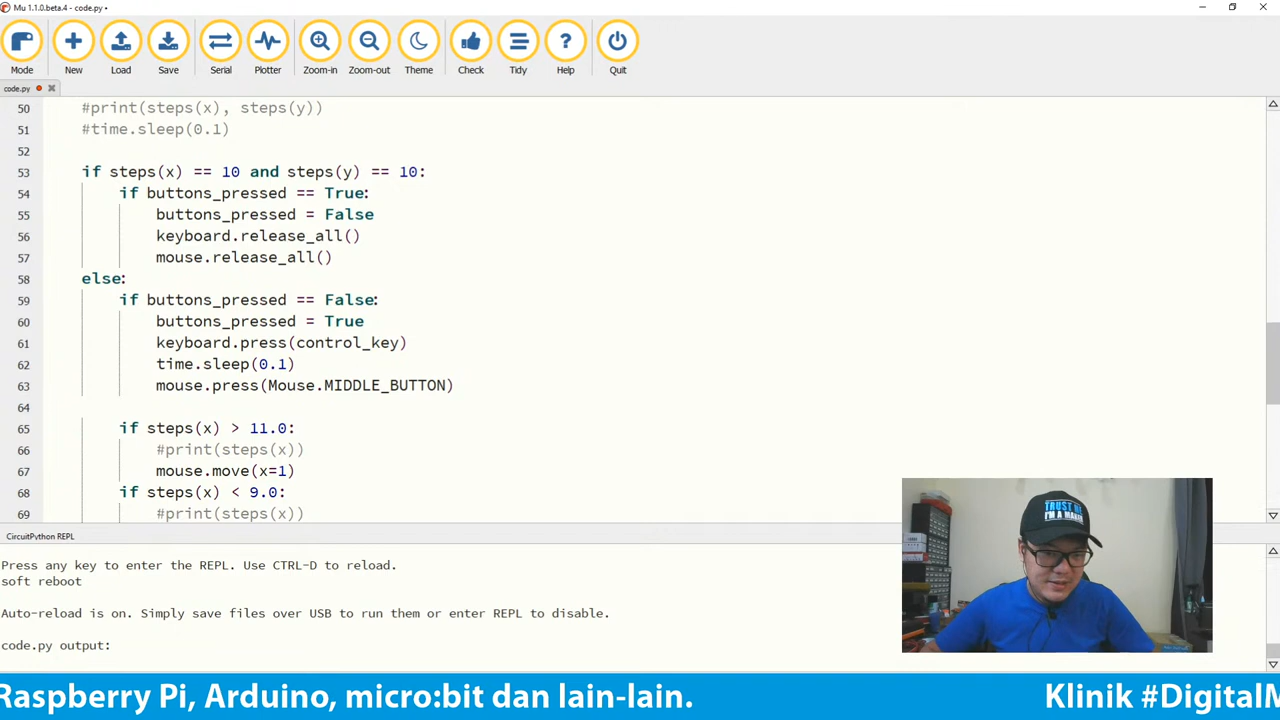 Mu 1.1.0.beta.4 - code.py •
Mode New Load Save Serial Plotter Zoom-in Zoom-out Theme Check Tidy Help Quit
code.py
50 #print(steps(x), steps(y))
51 #time.sleep(0.1)
52
53 if steps(x) == 10 and steps(y) == 10:
54 if buttons_pressed == True:
55 buttons_pressed = False
56 keyboard.release_all()
57 mouse.release_all()
58 else:
59 if buttons_pressed == False:
60 buttons_pressed = True
61 keyboard.press(control_key)
62 time.sleep(0.1)
63 mouse.press(Mouse.MIDDLE_BUTTON)
64
65 if steps(x) > 11.0:
66 #print(steps(x))
67 mouse.move(x=1)
68 if steps(x) < 9.0:
69 #print(steps(x))
TRUST ME
I'M A MAKER
CircuitPython REPL
Press any key to enter the REPL. Use CTRL-D to reload.
soft reboot
Auto-reload is on. Simply save files over USB to run them or enter REPL to disable.
code.py output:
Raspberry Pi, Arduino, micro:bit dan lain-lain. Klinik #DigitalM